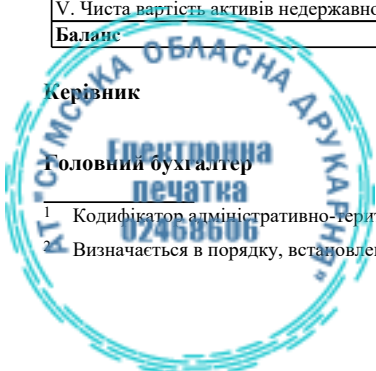 V. Чиста вартість активів недержавно
Баланс
Керівник
Головний бухгалтер
1 Кодифікатор адміністративно-терит
2 Визначається в порядку, встановлен
АТ "СУМСЬКА ОБЛАСНА ДРУКАРНЯ"
Електронна
печатка
02468606